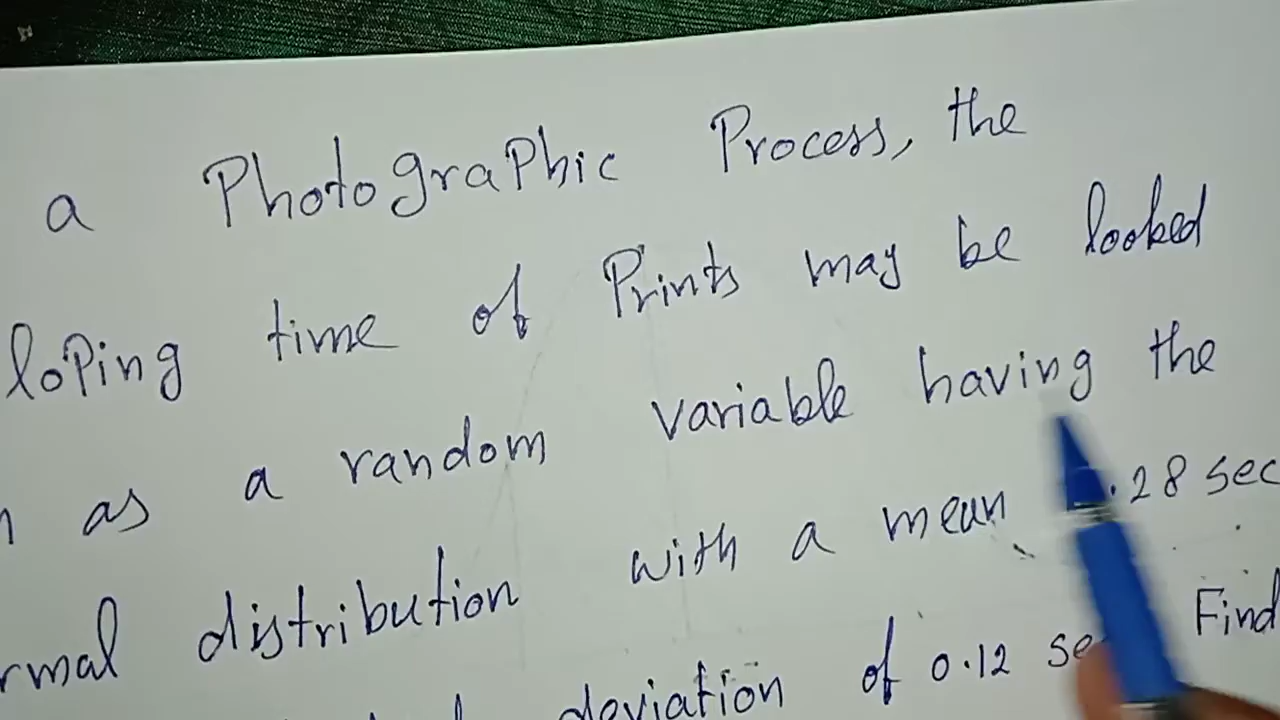 a Photographic Process, the
loping time of Prints may be looked
as a random variable having the
rmal distribution with a mean .28 sec
deviation of 0.12 se Find